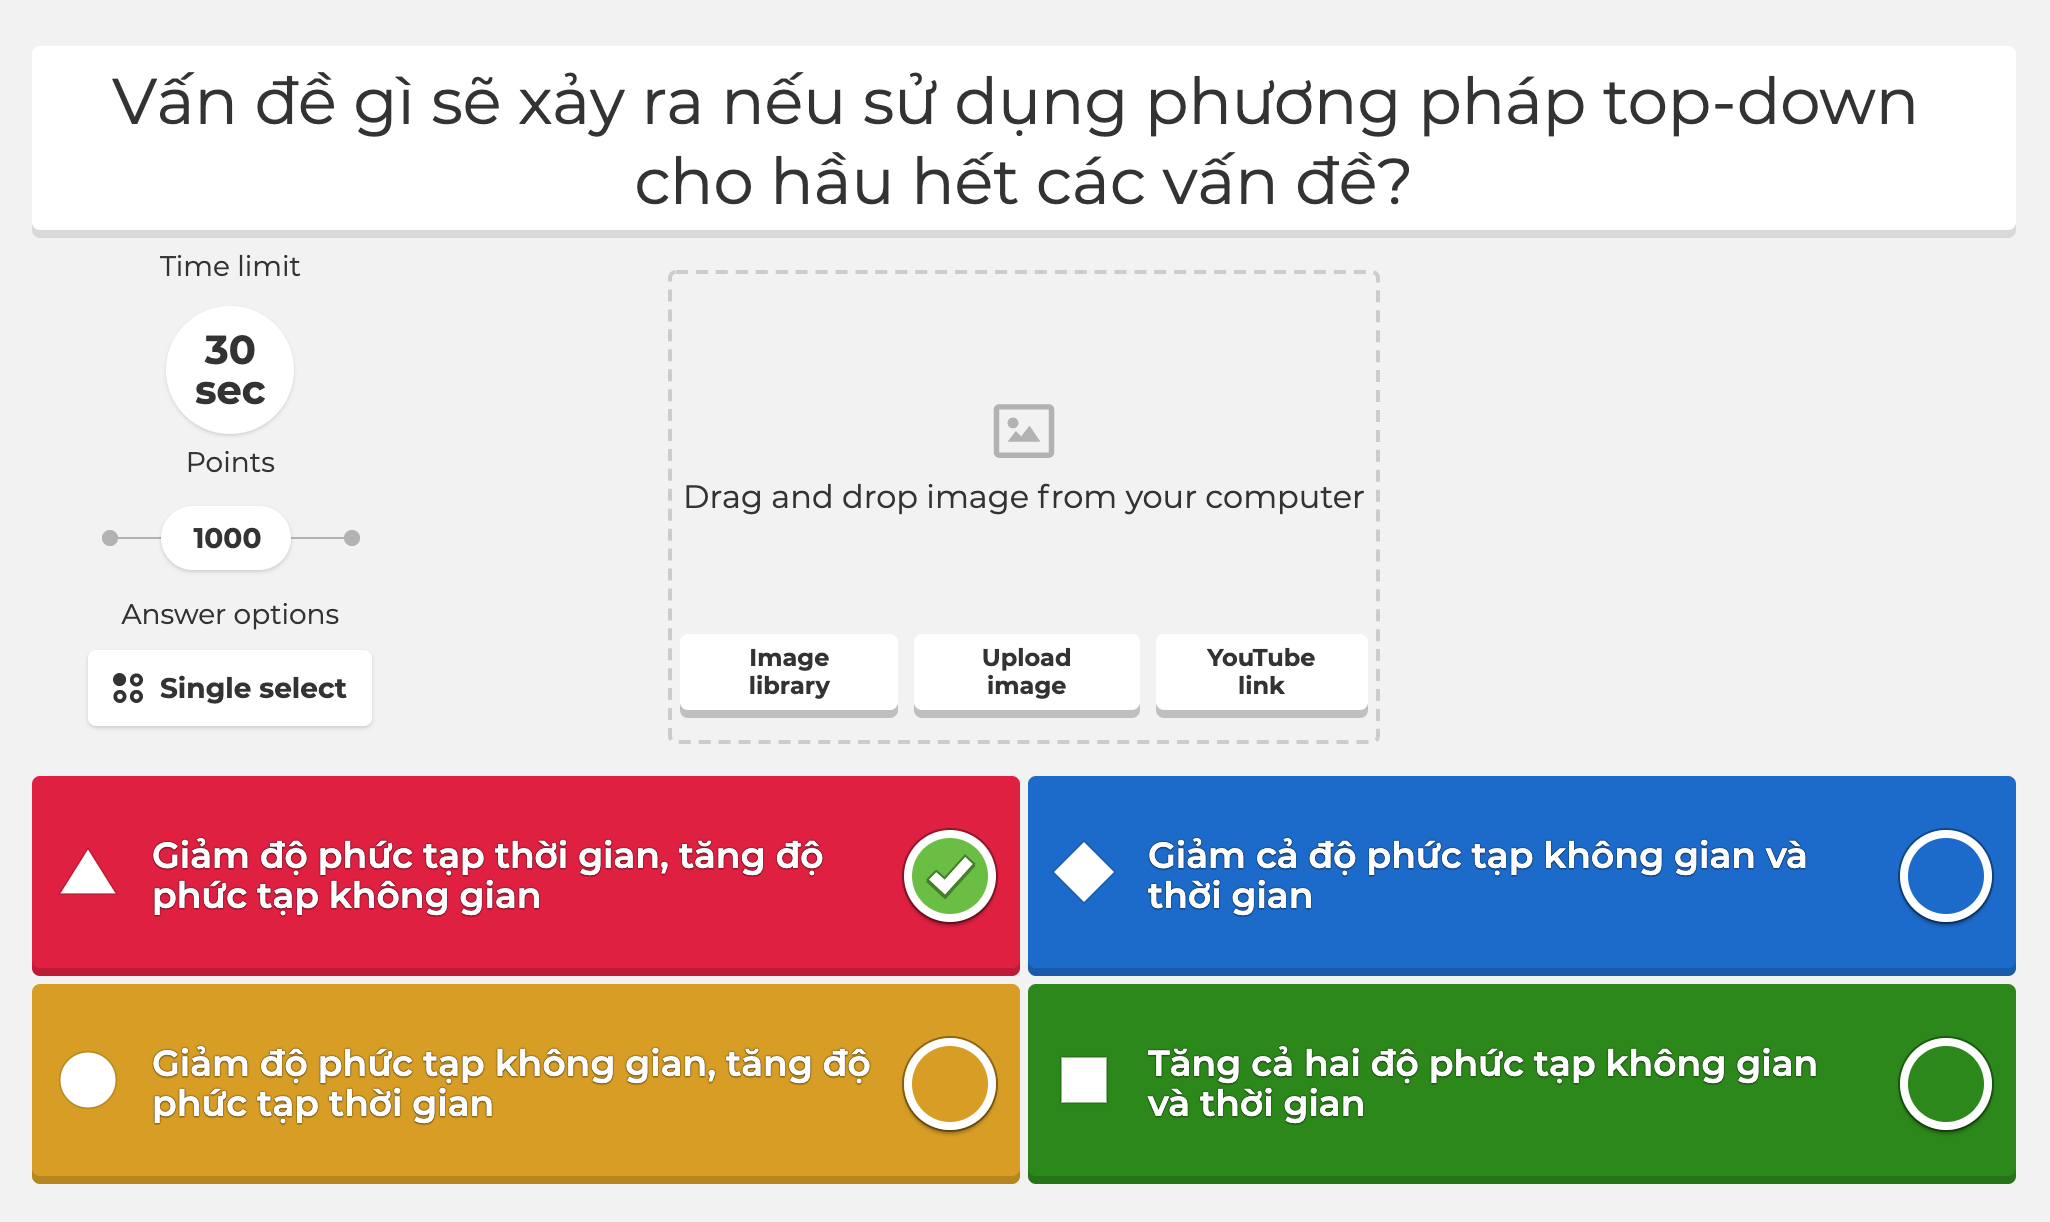 Vấn đề gì sẽ xảy ra nếu sử dụng phương pháp top-down
cho hầu hết các vấn đề?
Time limit
30
sec
Points
1000
Answer options
Single select
Drag and drop image from your computer
Image
library
Upload
image
YouTube
link
Giảm độ phức tạp thời gian, tăng độ
phức tạp không gian
Giảm cả độ phức tạp không gian và
thời gian
Giảm độ phức tạp không gian, tăng độ
phức tạp thời gian
Tăng cả hai độ phức tạp không gian
và thời gian